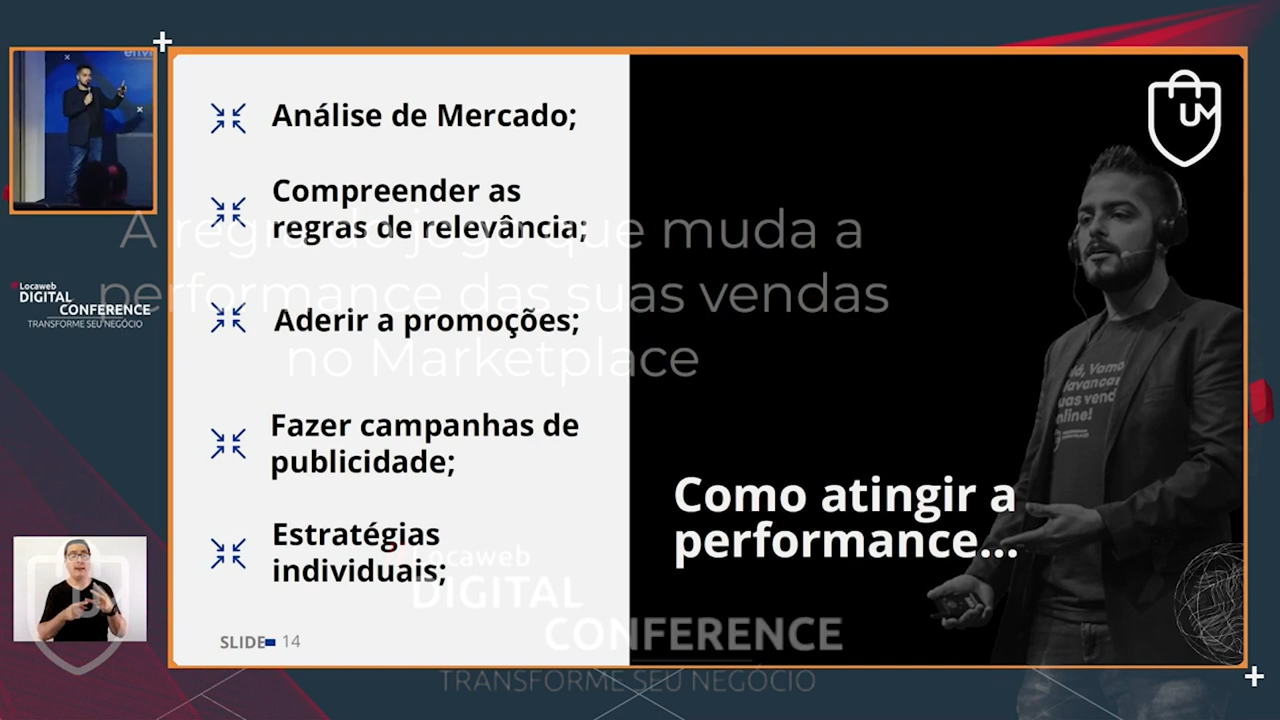 Análise de Mercado;
Compreender as
regras de relevância;
Aderir a promoções;
Fazer campanhas de
publicidade;
Estratégias
individuais;
SLIDE 14
Como atingir a
performance...
UM
A regra do jogo que muda a
performance das suas vendas
no Marketplace
Locaweb
DIGITAL
CONFERENCE
TRANSFORME SEU NEGÓCIO
Locaweb
DIGITAL
CONFERENCE
TRANSFORME SEU NEGÓCIO